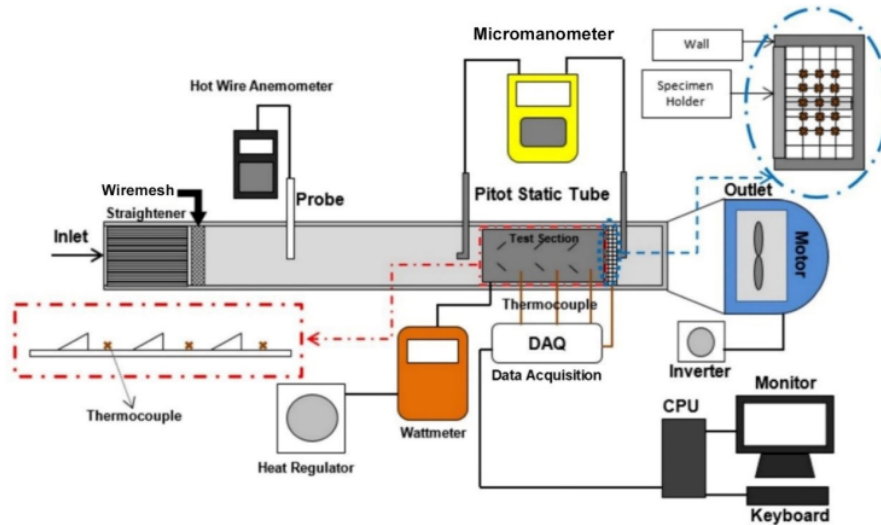 Micromanometer
Wall
Specimen
Holder
Hot Wire Anemometer
Wiremesh
Straightener
Probe
Pitot Static Tube
Outlet
Inlet
Test Section
Motor
Thermocouple
DAQ
Data Acquisition
Inverter
Thermocouple
Wattmeter
Heat Regulator
CPU
Monitor
Keyboard